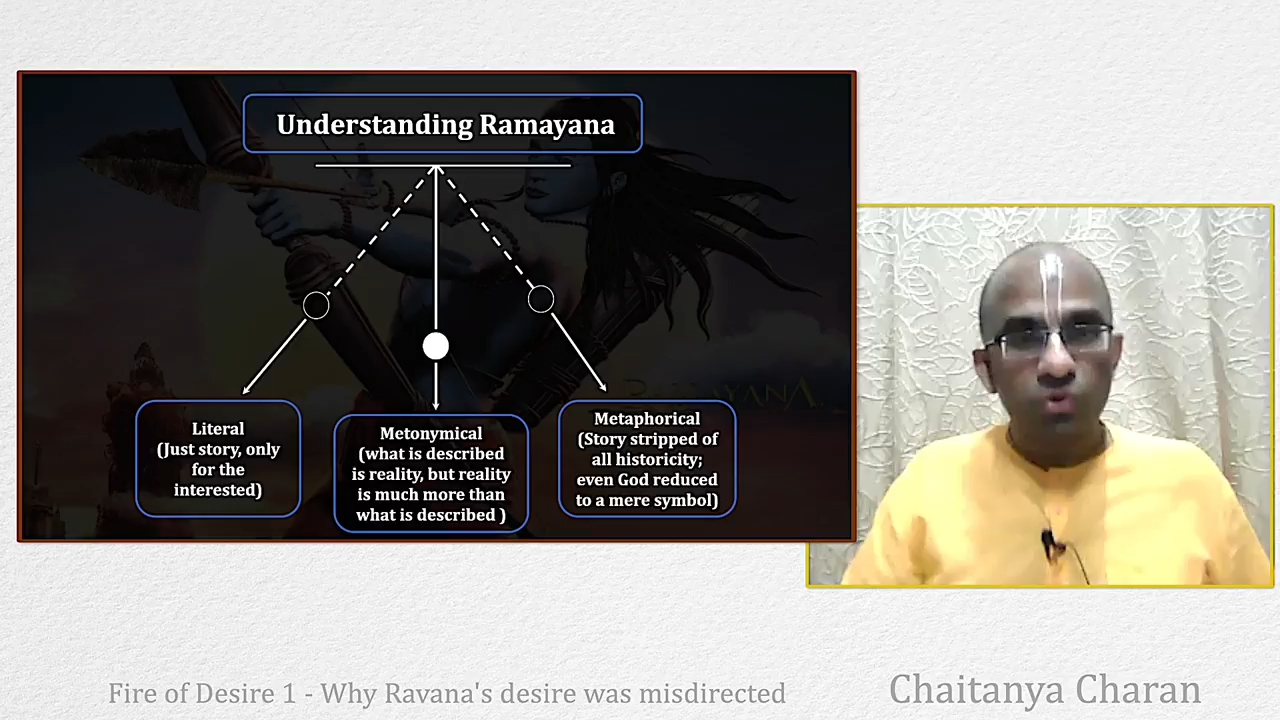 Understanding Ramayana
Literal
(Just story, only
for the
interested)
Metonymical
(what is described
is reality, but reality
is much more than
what is described )
Metaphorical
(Story stripped of
all historicity;
even God reduced
to a mere symbol)
Fire of Desire 1 - Why Ravana's desire was misdirected
Chaitanya Charan